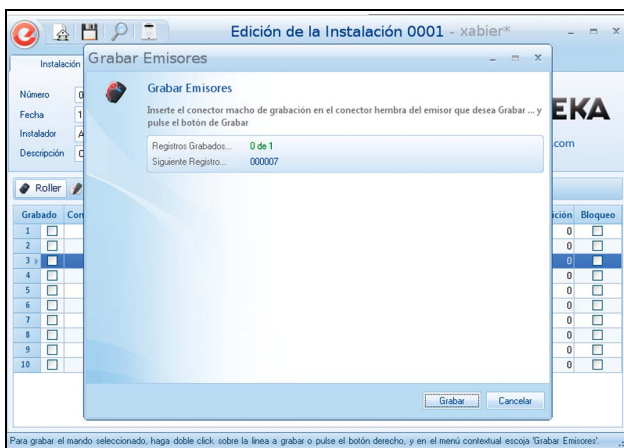 Edición de la Instalación 0001 - xabier*
Instalación
Grabar Emisores
Grabar Emisores
Inserte el conector macho de grabación en el conector hembra del emisor que desea Grabar ... y
pulse el botón de Grabar
Registros Grabados... 0 de 1
Siguiente Registro... 000007
Número 0
Fecha 1
Instalador A
Descripción C
EKA
.com
Roller
Grabado Con ición Bloqueo
1 0
2 0
3 0
4 0
5 0
6 0
7 0
8 0
9 0
10 0
Grabar Cancelar
Para grabar el mando seleccionado, haga doble click sobre la linea a grabar o pulse el botón derecho, y en el menú contextual escoja 'Grabar Emisores'.